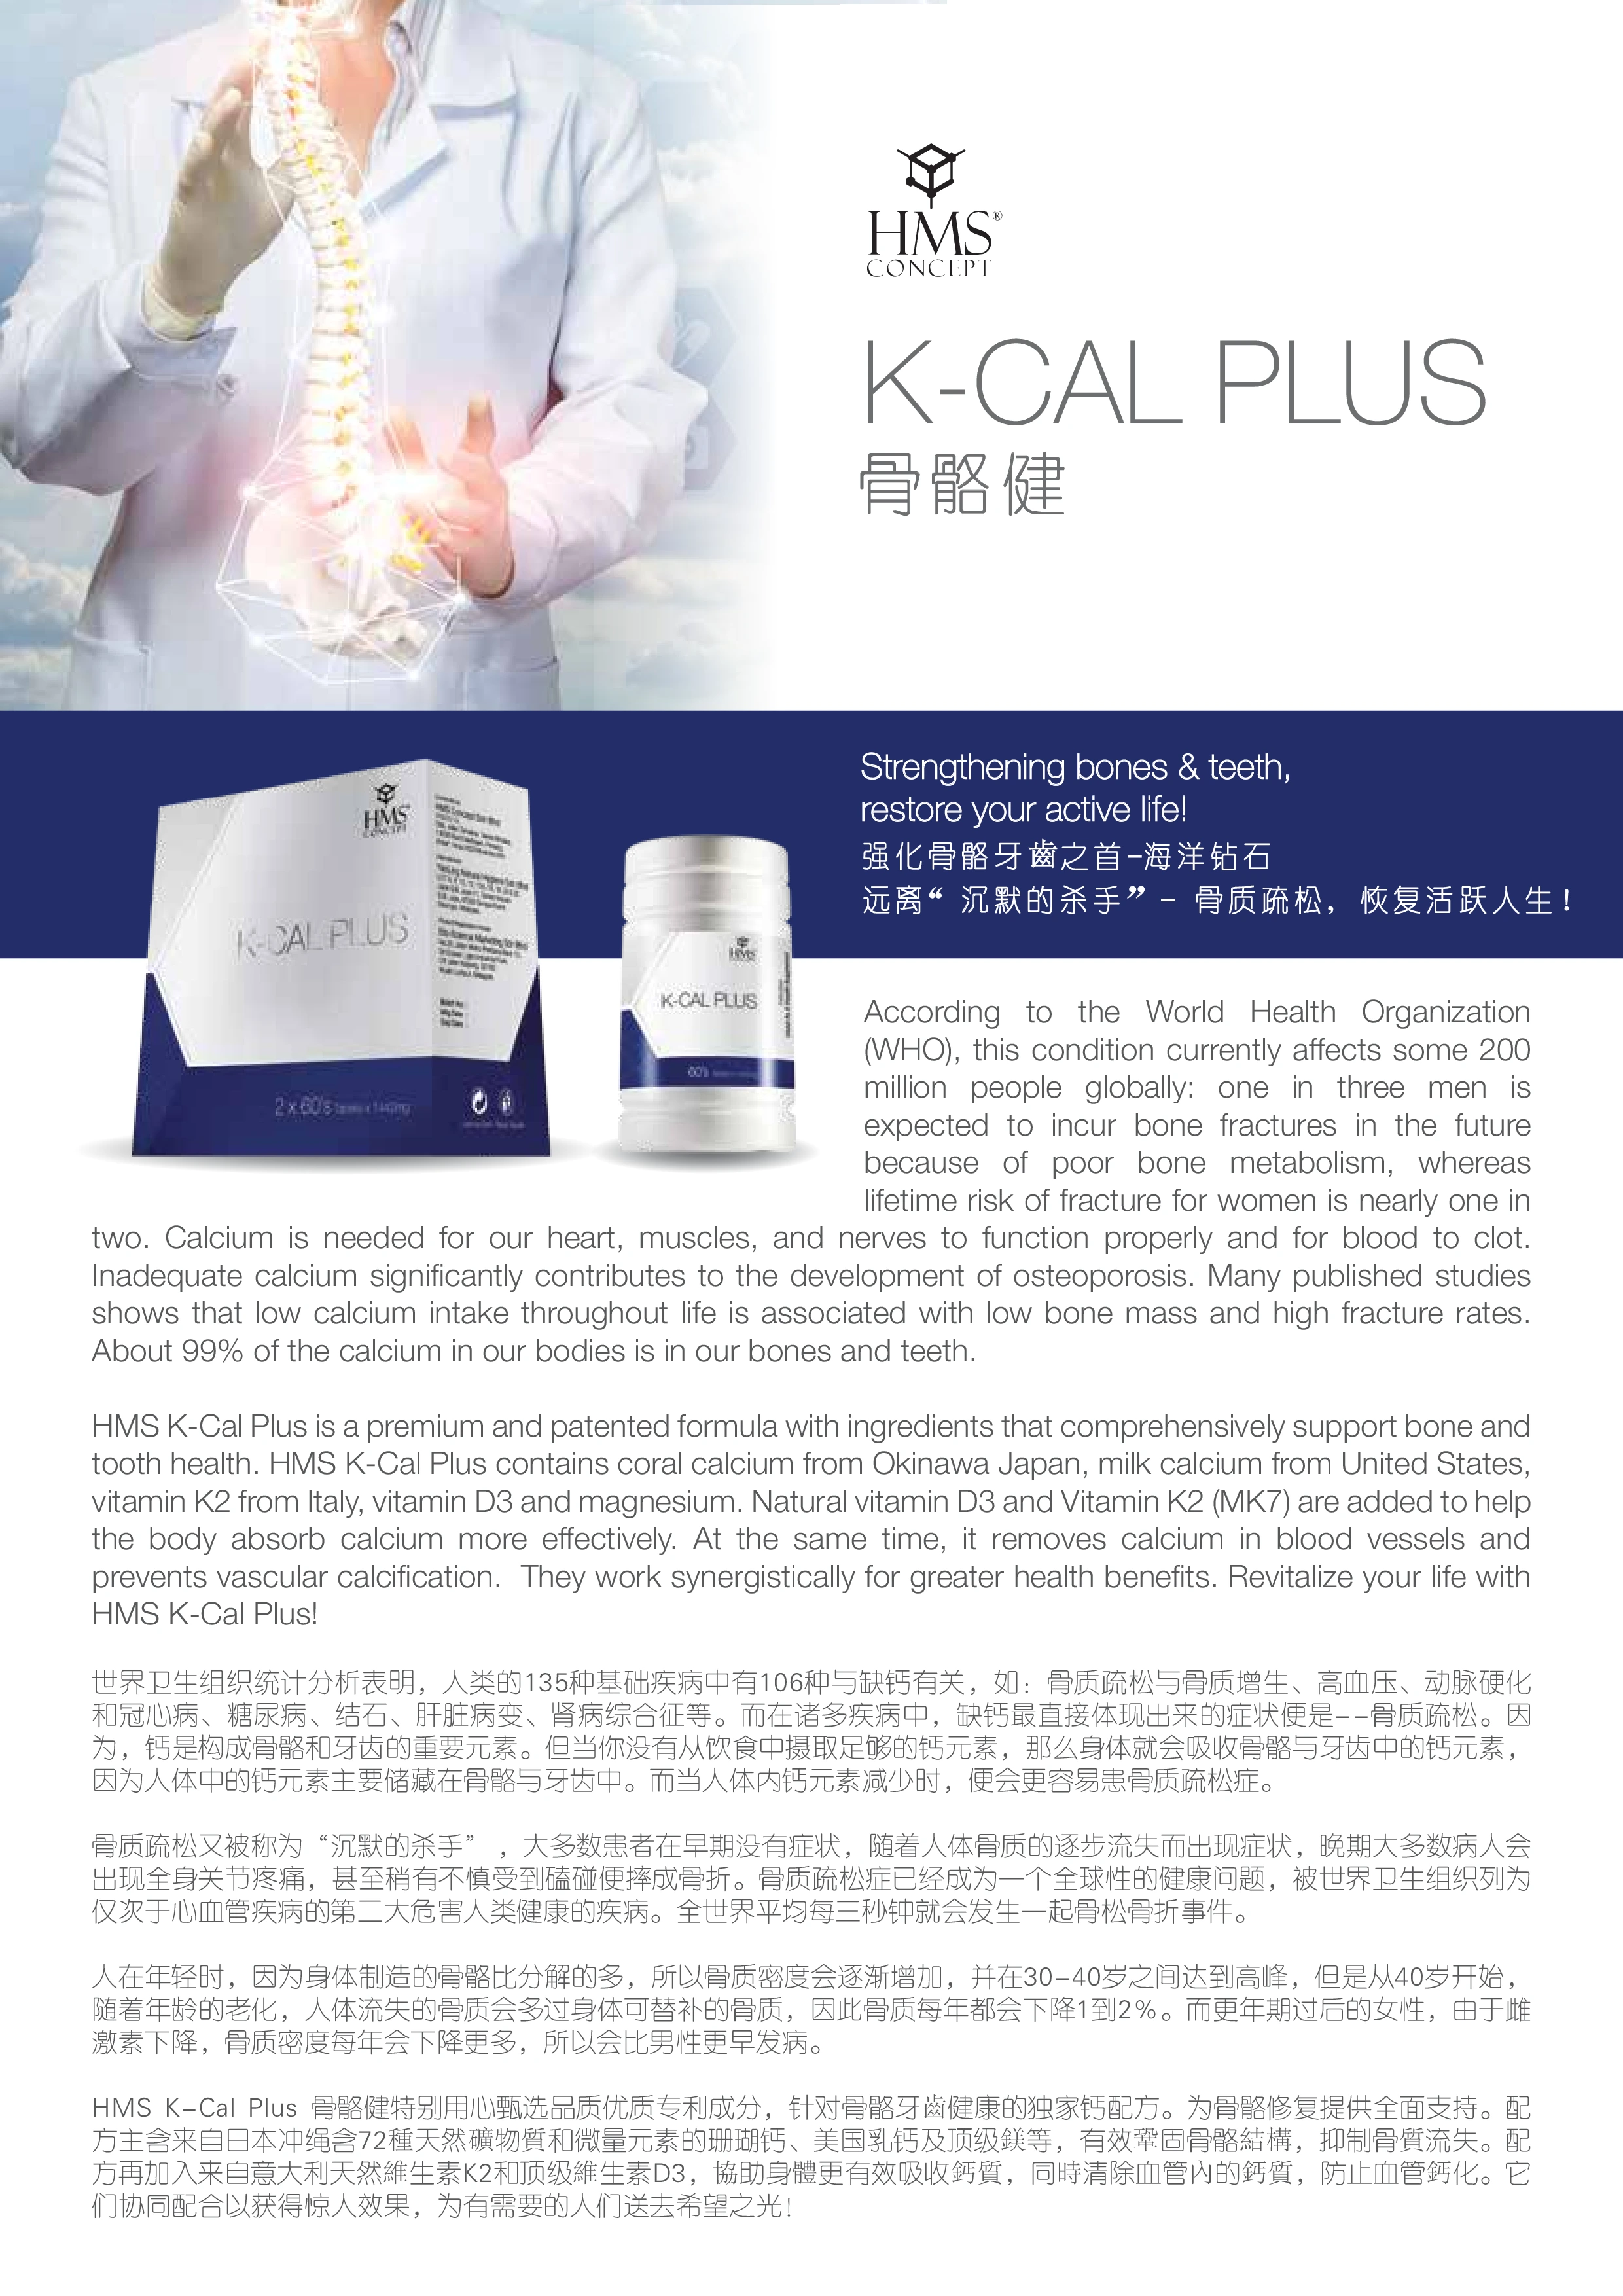 HMS®
CONCEPT
K-CAL PLUS
骨骼健
Strengthening bones & teeth,
restore your active life!
强化骨骼牙齒之首-海洋钻石
远离“沉默的杀手”- 骨质疏松，恢复活跃人生！
HMS
CONCEPT
K-CAL PLUS
2 x 60's tablets x 1440mg
HMS
K-CAL PLUS
60's
According to the World Health Organization
(WHO), this condition currently affects some 200
million people globally: one in three men is
expected to incur bone fractures in the future
because of poor bone metabolism, whereas
lifetime risk of fracture for women is nearly one in
two. Calcium is needed for our heart, muscles, and nerves to function properly and for blood to clot.
Inadequate calcium significantly contributes to the development of osteoporosis. Many published studies
shows that low calcium intake throughout life is associated with low bone mass and high fracture rates.
About 99% of the calcium in our bodies is in our bones and teeth.
HMS K-Cal Plus is a premium and patented formula with ingredients that comprehensively support bone and
tooth health. HMS K-Cal Plus contains coral calcium from Okinawa Japan, milk calcium from United States,
vitamin K2 from Italy, vitamin D3 and magnesium. Natural vitamin D3 and Vitamin K2 (MK7) are added to help
the body absorb calcium more effectively. At the same time, it removes calcium in blood vessels and
prevents vascular calcification. They work synergistically for greater health benefits. Revitalize your life with
HMS K-Cal Plus!
世界卫生组织统计分析表明，人类的135种基础疾病中有106种与缺钙有关，如：骨质疏松与骨质增生、高血压、动脉硬化
和冠心病、糖尿病、结石、肝脏病变、肾病综合征等。而在诸多疾病中，缺钙最直接体现出来的症状便是--骨质疏松。因
为，钙是构成骨骼和牙齿的重要元素。但当你没有从饮食中摄取足够的钙元素，那么身体就会吸收骨骼与牙齿中的钙元素，
因为人体中的钙元素主要储藏在骨骼与牙齿中。而当人体内钙元素减少时，便会更容易患骨质疏松症。
骨质疏松又被称为“沉默的杀手”，大多数患者在早期没有症状，随着人体骨质的逐步流失而出现症状，晚期大多数病人会
出现全身关节疼痛，甚至稍有不慎受到磕碰便摔成骨折。骨质疏松症已经成为一个全球性的健康问题，被世界卫生组织列为
仅次于心血管疾病的第二大危害人类健康的疾病。全世界平均每三秒钟就会发生一起骨松骨折事件。
人在年轻时，因为身体制造的骨骼比分解的多，所以骨质密度会逐渐增加，并在30-40岁之间达到高峰，但是从40岁开始，
随着年龄的老化，人体流失的骨质会多过身体可替补的骨质，因此骨质每年都会下降1到2%。而更年期过后的女性，由于雌
激素下降，骨质密度每年会下降更多，所以会比男性更早发病。
HMS K-Cal Plus 骨骼健特别用心甄选品质优质专利成分，针对骨骼牙齒健康的独家钙配方。为骨骼修复提供全面支持。配
方主含来自日本冲绳含72種天然礦物質和微量元素的珊瑚钙、美国乳钙及顶级鎂等，有效鞏固骨骼結構，抑制骨質流失。配
方再加入来自意大利天然維生素K2和顶级維生素D3，協助身體更有效吸收鈣質，同時清除血管內的鈣質，防止血管鈣化。它
们协同配合以获得惊人效果，为有需要的人们送去希望之光！